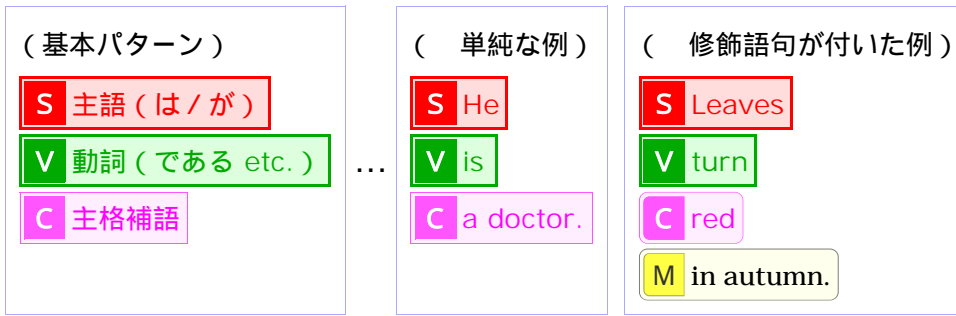 (基本パターン)
S 主語(は/が)
V 動詞(である etc.)
C 主格補語
…
( 単純な例)
S He
V is
C a doctor.
( 修飾語句が付いた例)
S Leaves
V turn
C red
M in autumn.